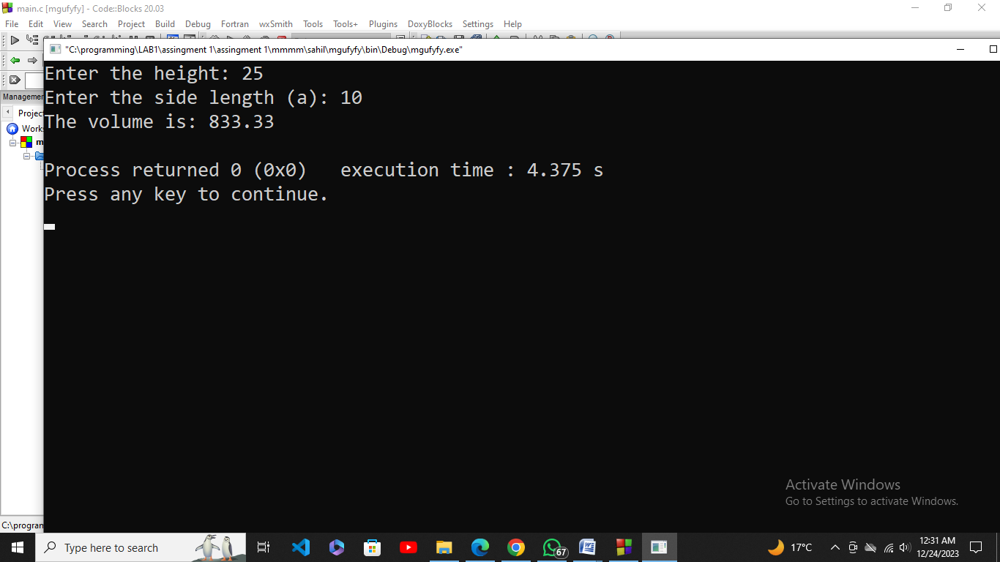 main.c [mgufyfy] - Code::Blocks 20.03
File Edit View Search Project Build Debug Fortran wxSmith Tools Tools+ Plugins DoxyBlocks Settings Help
"C:\programming\LAB1\assingment 1\assingment 1\mmmm\sahil\mgufyfy\bin\Debug\mgufyfy.exe"
Enter the height: 25
Enter the side length (a): 10
Managemen
The volume is: 833.33
Projec
Works
m
Process returned 0 (0x0) execution time : 4.375 s
Press any key to continue.
Activate Windows
Go to Settings to activate Windows.
C:\program
Type here to search
67
17°C
12:31 AM
12/24/2023